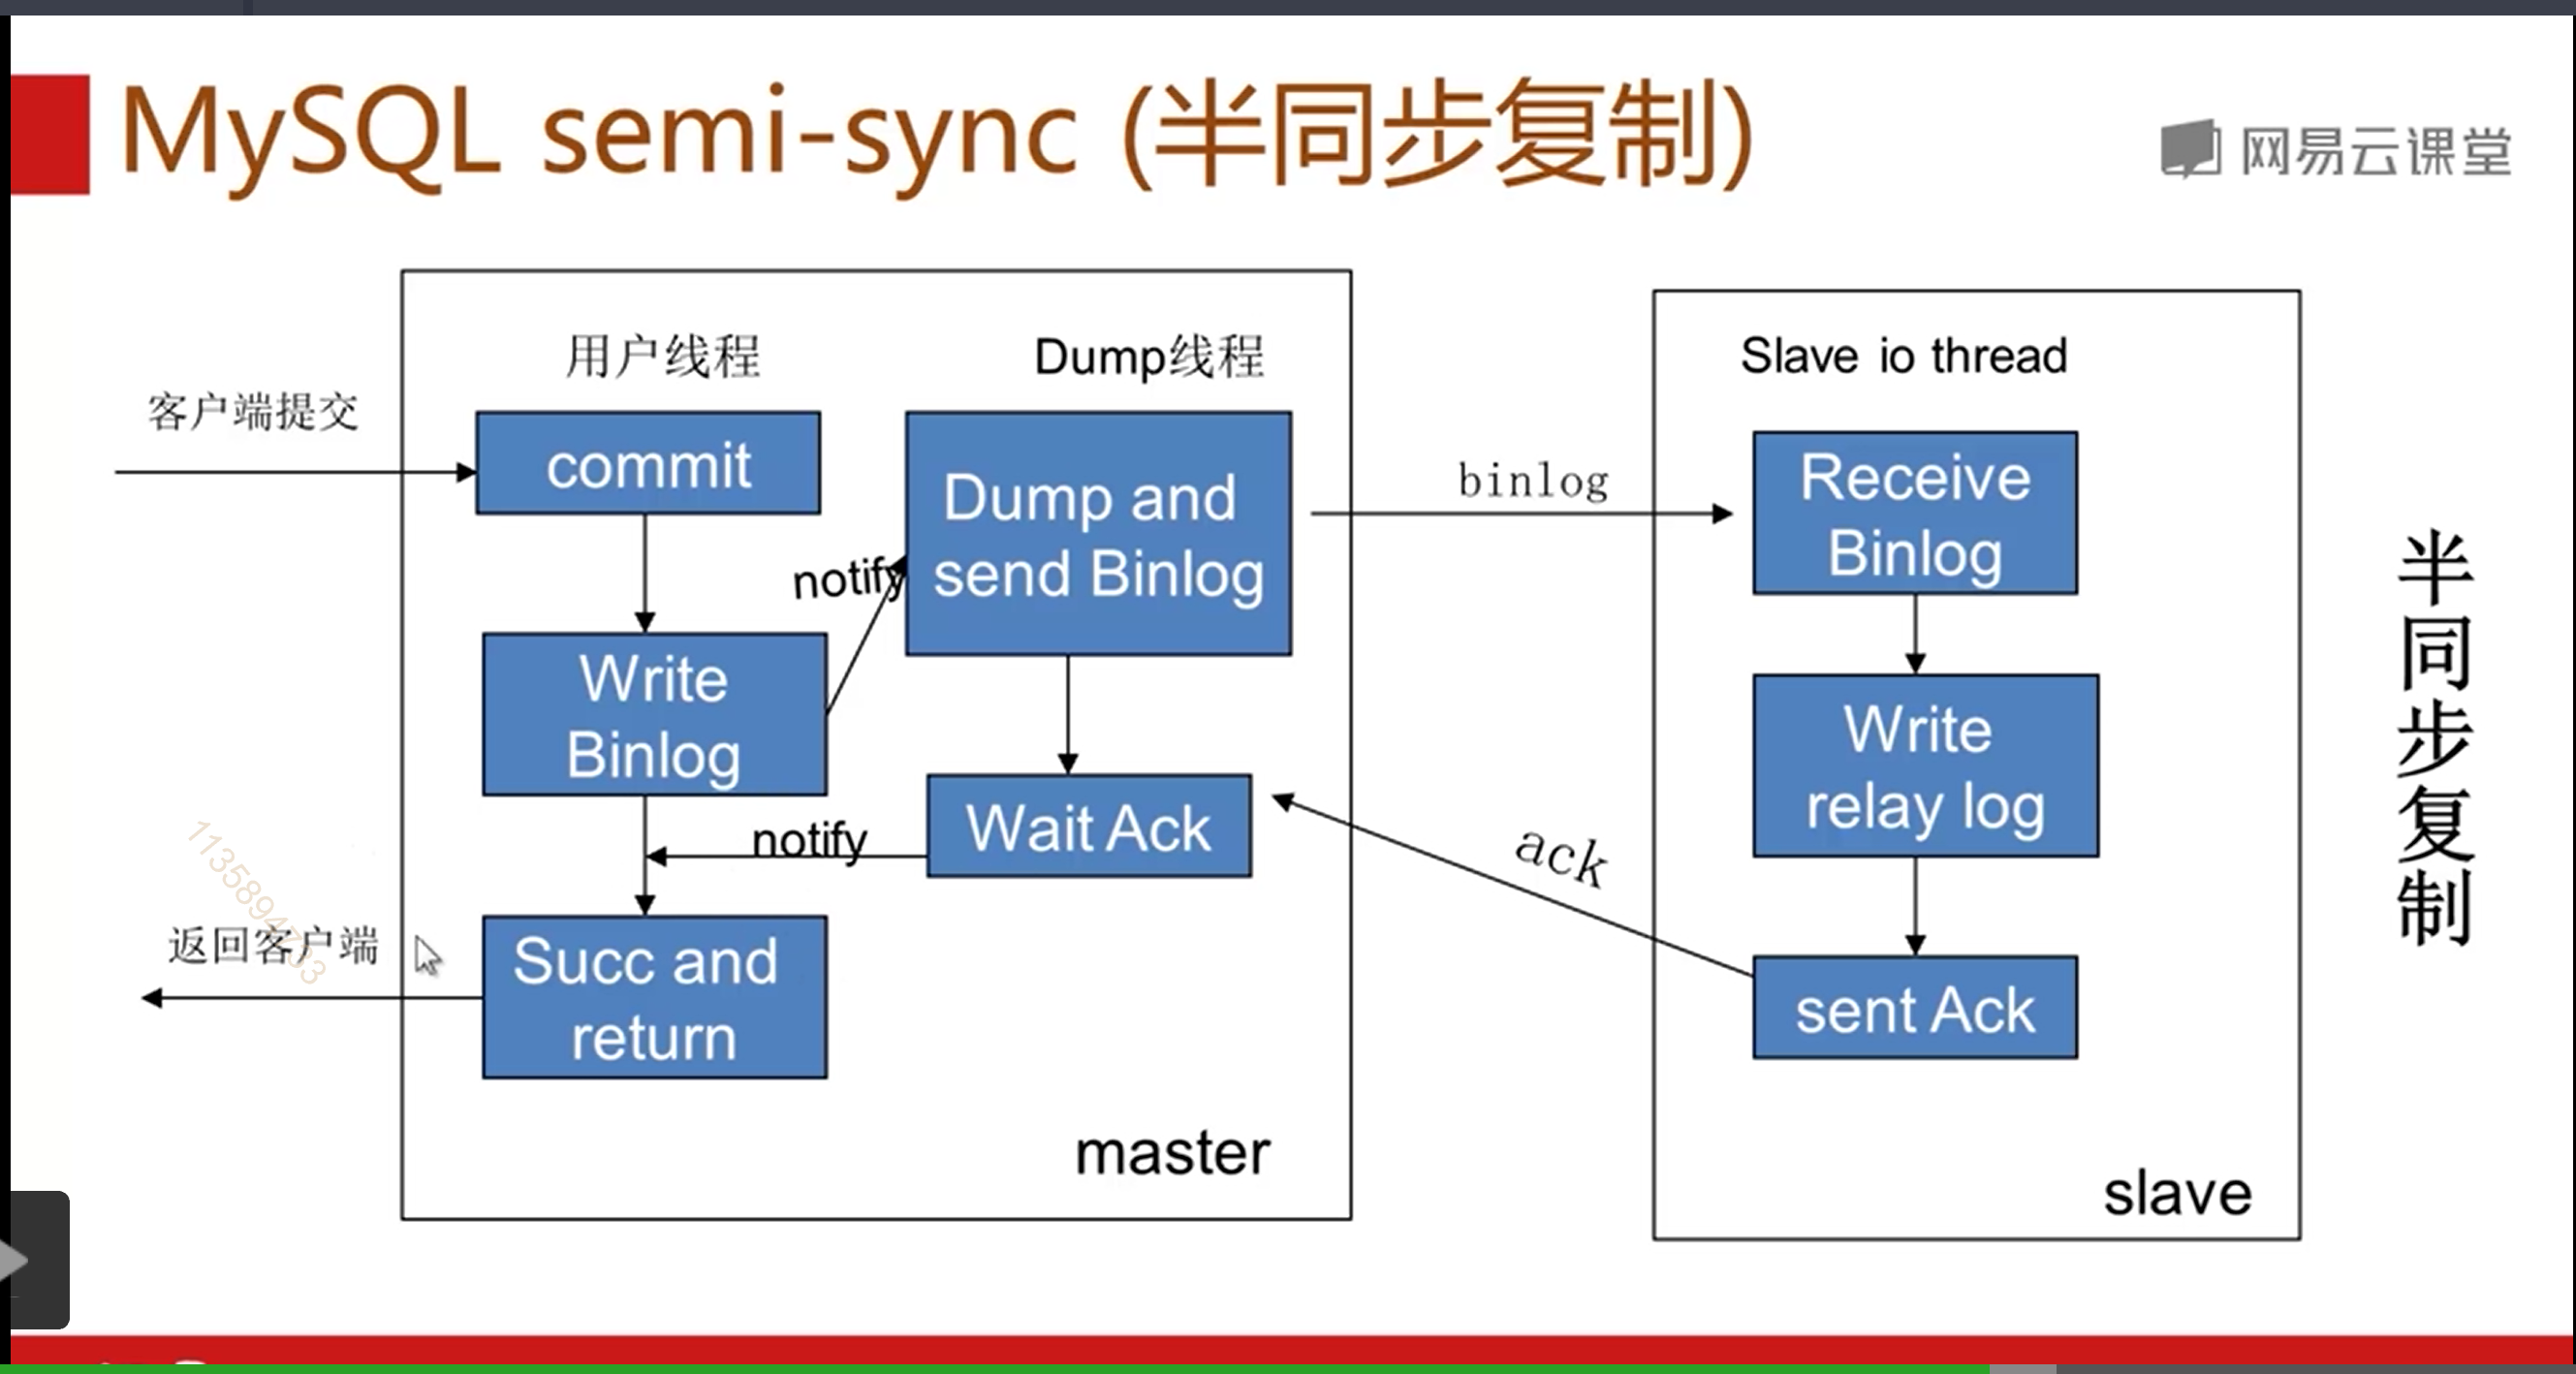 MySQL semi-sync (半同步复制)
网易云课堂
用户线程
Dump线程
Slave io thread
客户端提交
commit
Dump and
send Binlog
binlog
Receive
Binlog
notify
Write
Binlog
Write
relay log
notify
Wait Ack
ack
返回客户端
Succ and
return
sent Ack
master
slave
半同步复制